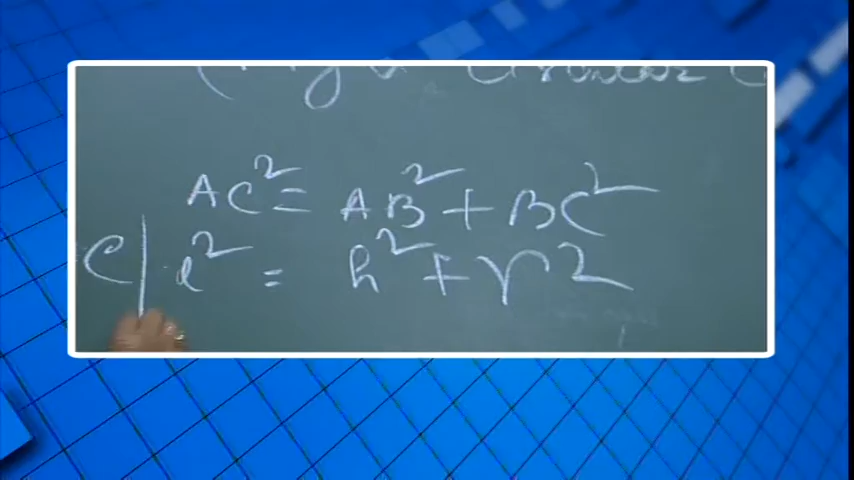 AC² = AB² + BC²
C| l² = h² + r²